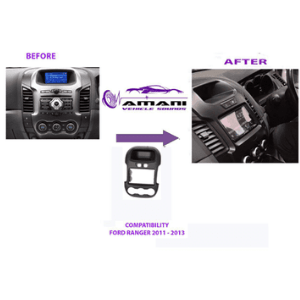 BEFORE
AFTER
AMANI
VEHICLE SOUNDS
COMPATIBILITY
FORD RANGER 2011 - 2013